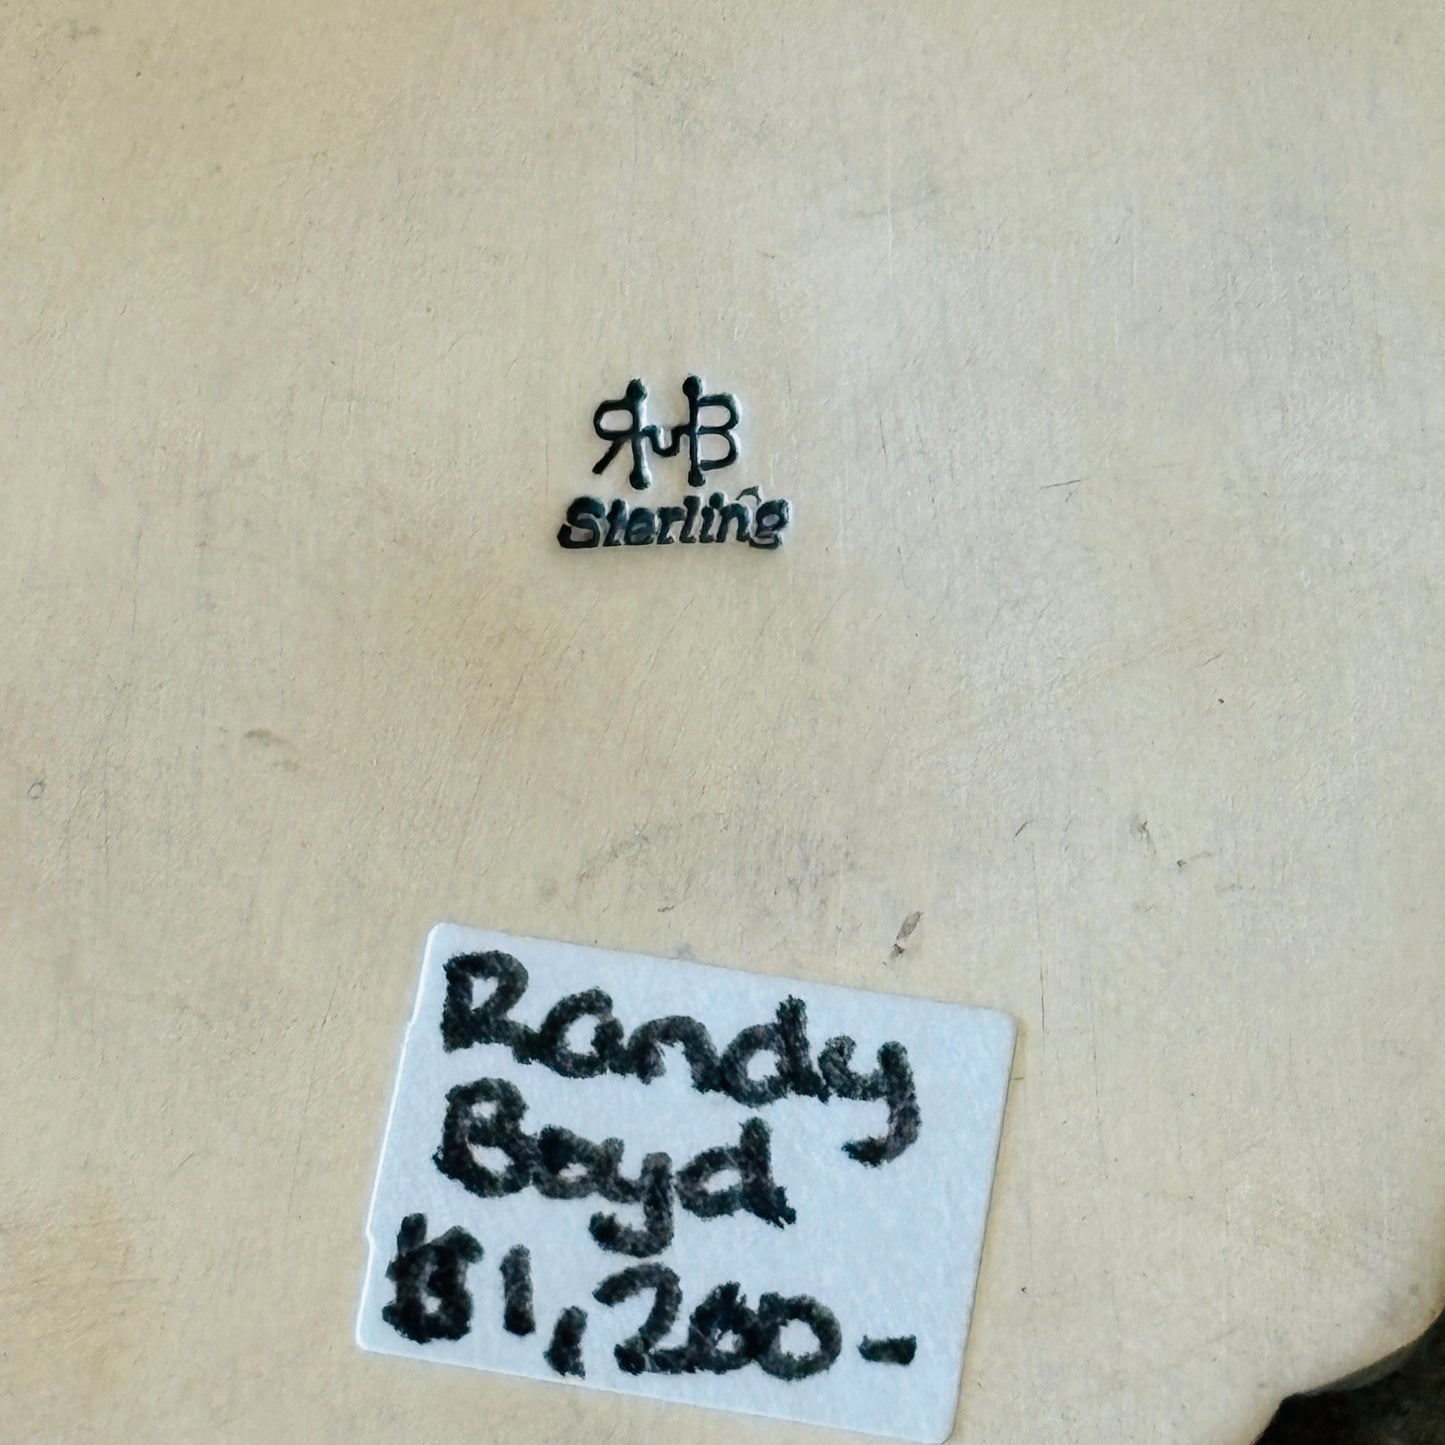 RB
Sterling
Randy
Boyd
$1,200-